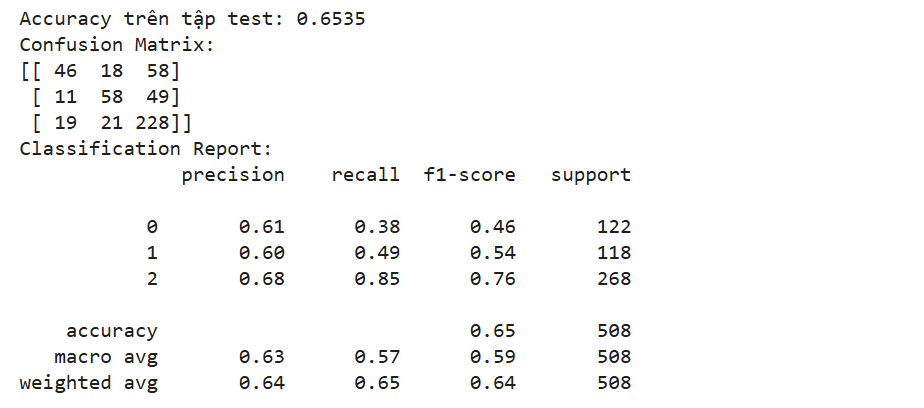 Accuracy trên tập test: 0.6535
Confusion Matrix:
[[ 46  18  58]
 [ 11  58  49]
 [ 19  21 228]]
Classification Report:
              precision    recall  f1-score   support

           0       0.61      0.38      0.46       122
           1       0.60      0.49      0.54       118
           2       0.68      0.85      0.76       268

    accuracy                           0.65       508
   macro avg       0.63      0.57      0.59       508
weighted avg       0.64      0.65      0.64       508